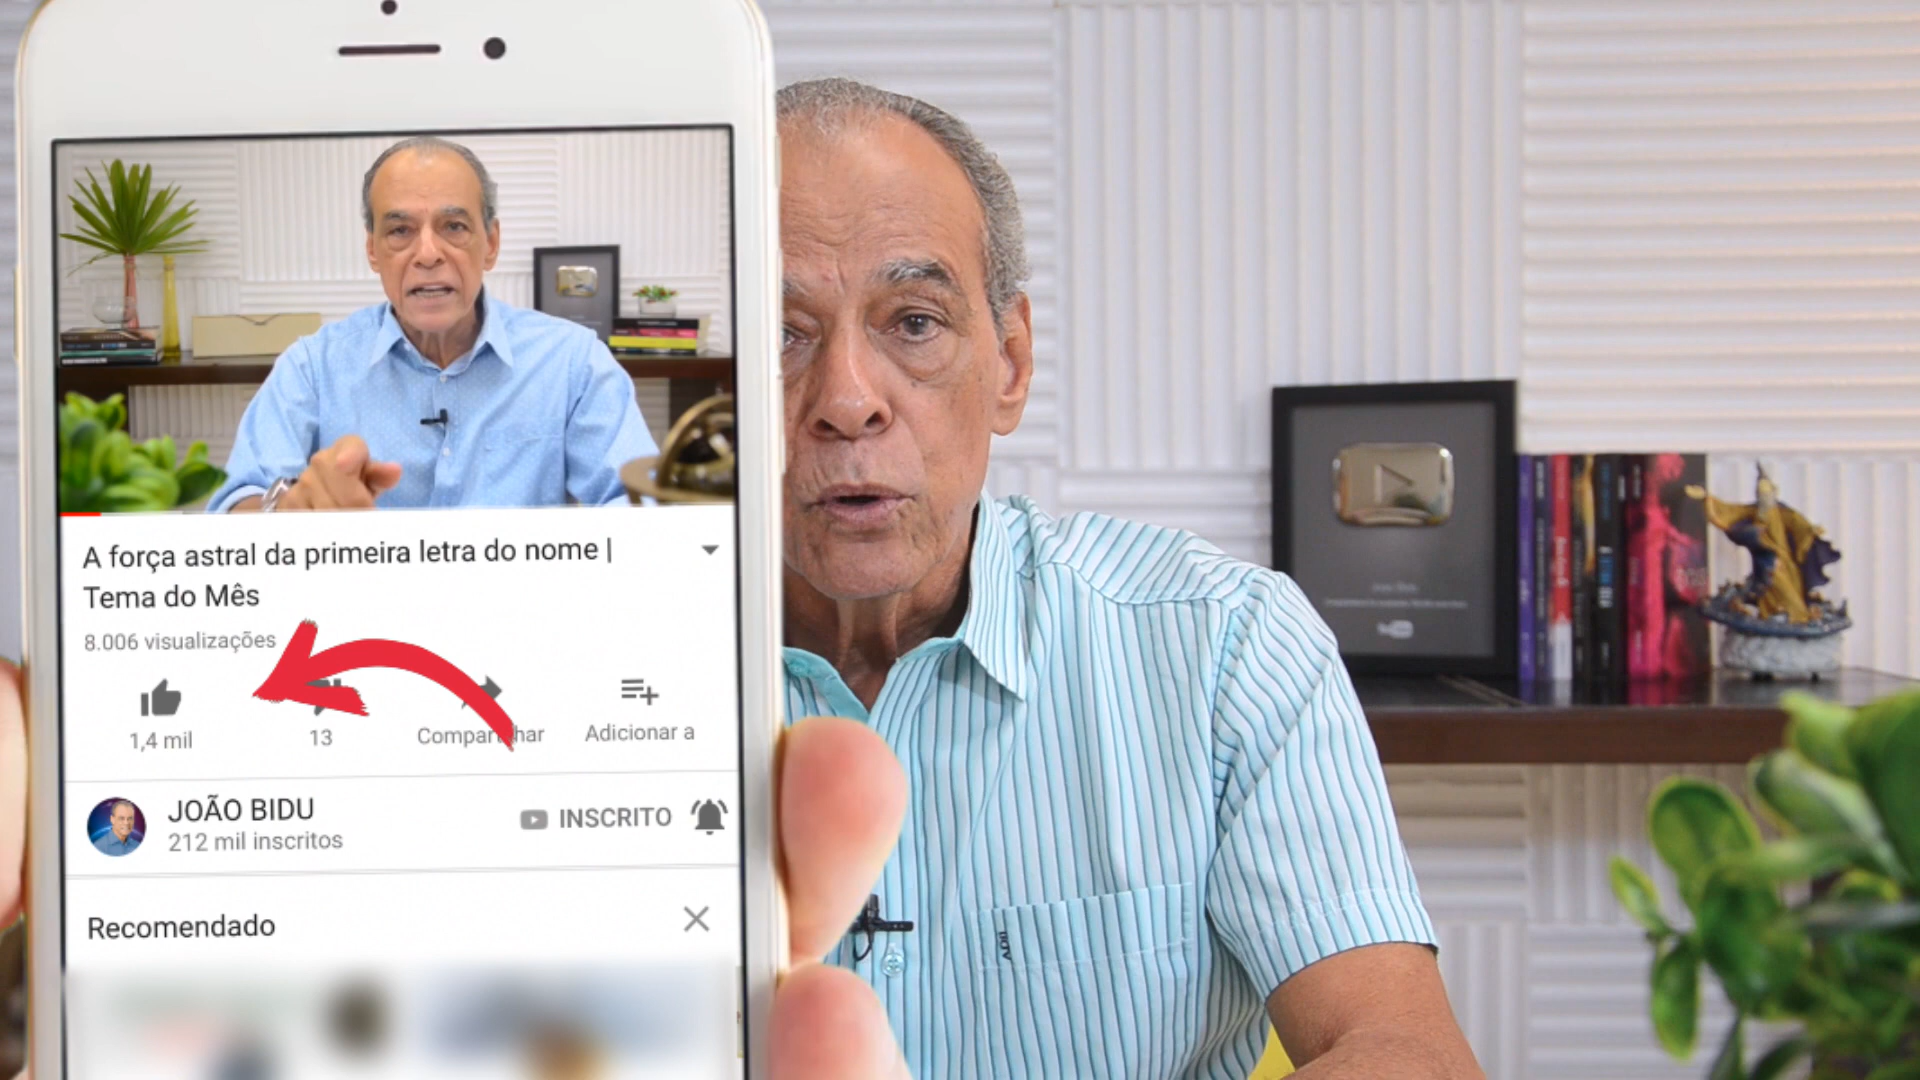 A força astral da primeira letra do nome |
Tema do Mês
8.006 visualizações
1,4 mil
13
Adicionar a
JOÃO BIDU
212 mil inscritos
INSCRITO
Recomendado